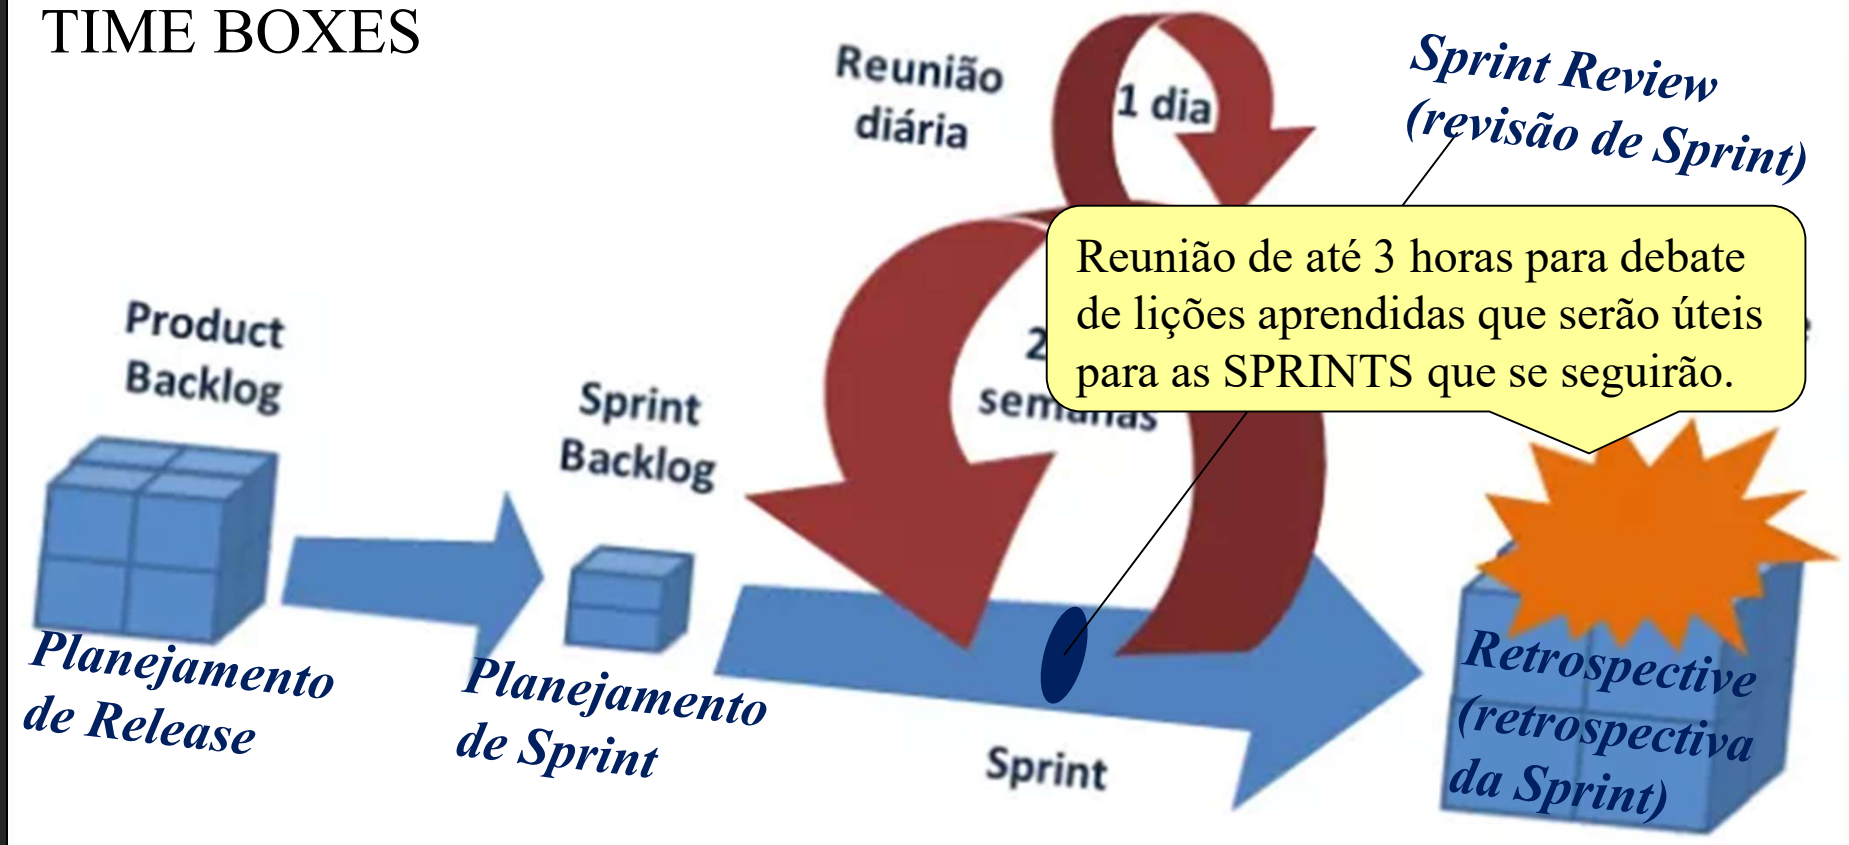 TIME BOXES
Reunião
diária
1 dia
Sprint Review
(revisão de Sprint)
Reunião de até 3 horas para debate
de lições aprendidas que serão úteis
para as SPRINTS que se seguirão.
2
semanas
Product
Backlog
Sprint
Backlog
Planejamento
de Release
Planejamento
de Sprint
Sprint
Retrospective
(retrospectiva
da Sprint)